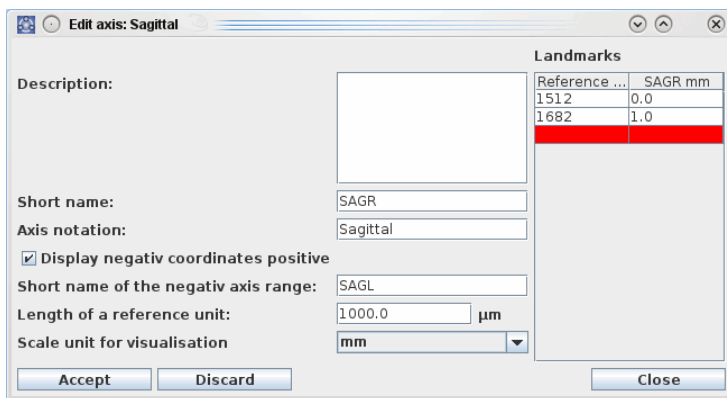 Edit axis: Sagittal
Landmarks
Description:
Reference ... SAGR mm
1512 0.0
1682 1.0
Short name: SAGR
Axis notation: Sagittal
Display negativ coordinates positive
Short name of the negativ axis range: SAGL
Length of a reference unit: 1000.0 µm
Scale unit for visualisation mm
Accept Discard Close